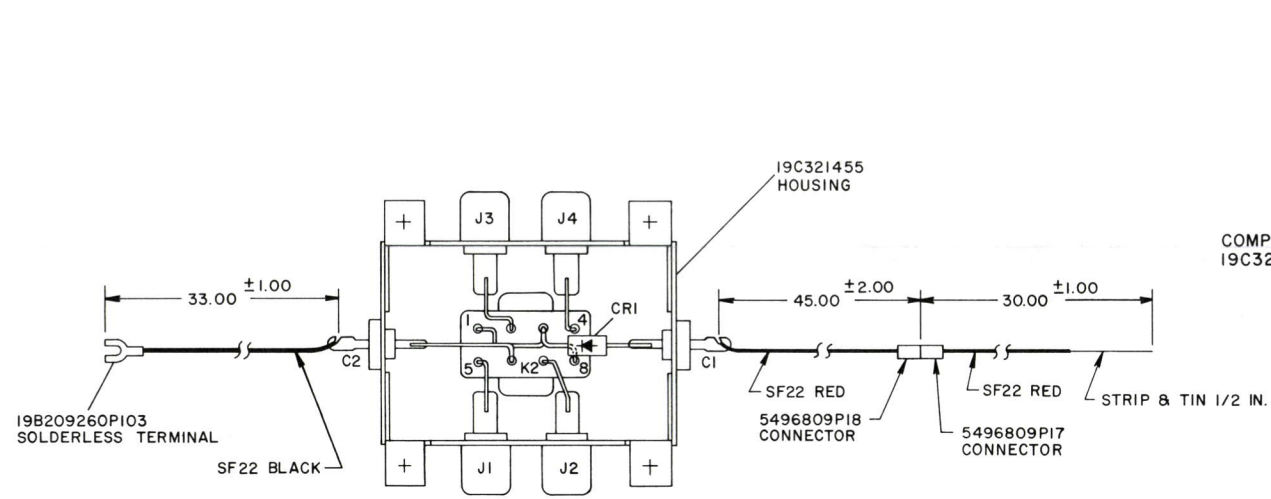 19C321455
HOUSING
J3
J4
COMP
19C32
33.00 ±1.00
45.00 ±2.00
30.00 ±1.00
CR1
1
4
C2
5
K2
8
C1
SF22 RED
SF22 RED
STRIP & TIN 1/2 IN.
19B209260P103
SOLDERLESS TERMINAL
5496809P18
CONNECTOR
5496809P17
CONNECTOR
SF22 BLACK
J1
J2